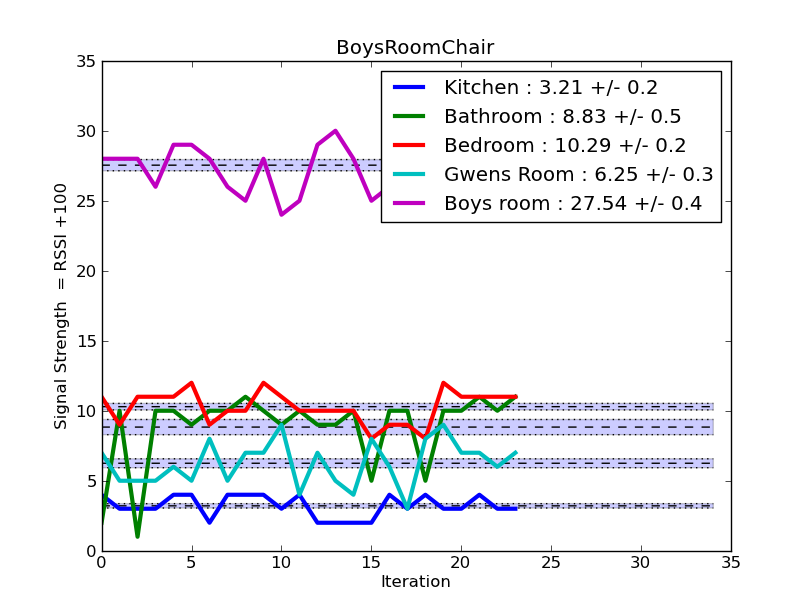 BoysRoomChair
Kitchen : 3.21 +/- 0.2
Bathroom : 8.83 +/- 0.5
Bedroom : 10.29 +/- 0.2
Gwens Room : 6.25 +/- 0.3
Boys room : 27.54 +/- 0.4
Signal Strength  = RSSI +100
35
30
25
20
15
10
5
0
0 5 10 15 20 25 30 35
Iteration